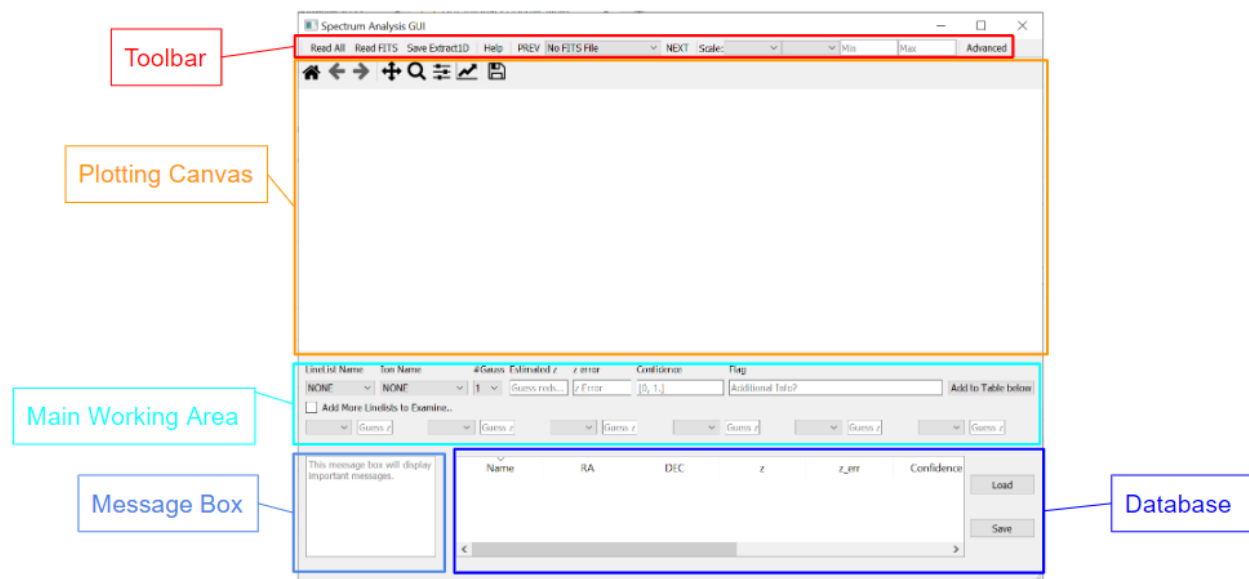 Spectrum Analysis GUI
Toolbar
Read All Read FITS Save Extract1D Help PREV No FITS File NEXT Scale: Min Max Advanced
Plotting Canvas
LineList Name Ion Name #Gauss Estimated z z error Confidence Flag
NONE NONE 1 Guess reds... z Error [0, 1.] Additional Info? Add to Table below
Add More Linelists to Examine..
Main Working Area
Guess z Guess z Guess z Guess z Guess z Guess z
This message box will display
important messages.
Name RA DEC z z_err Confidence
Load
Message Box
Database
Save